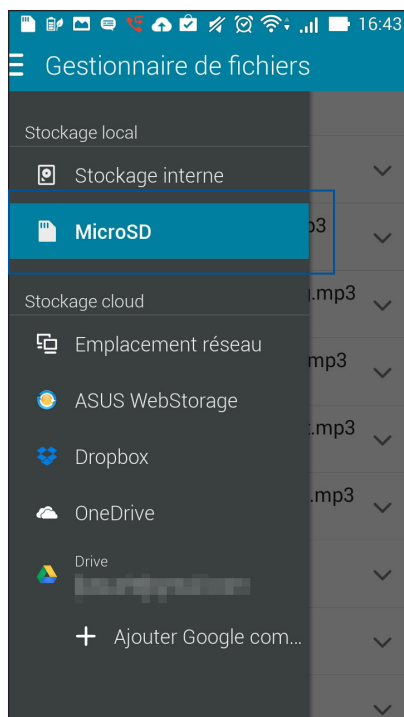 16:43
Gestionnaire de fichiers
Stockage local
Stockage interne
MicroSD
p3
Stockage cloud
.mp3
Emplacement réseau
mp3
ASUS WebStorage
.mp3
Dropbox
.mp3
OneDrive
Drive
Ajouter Google com...